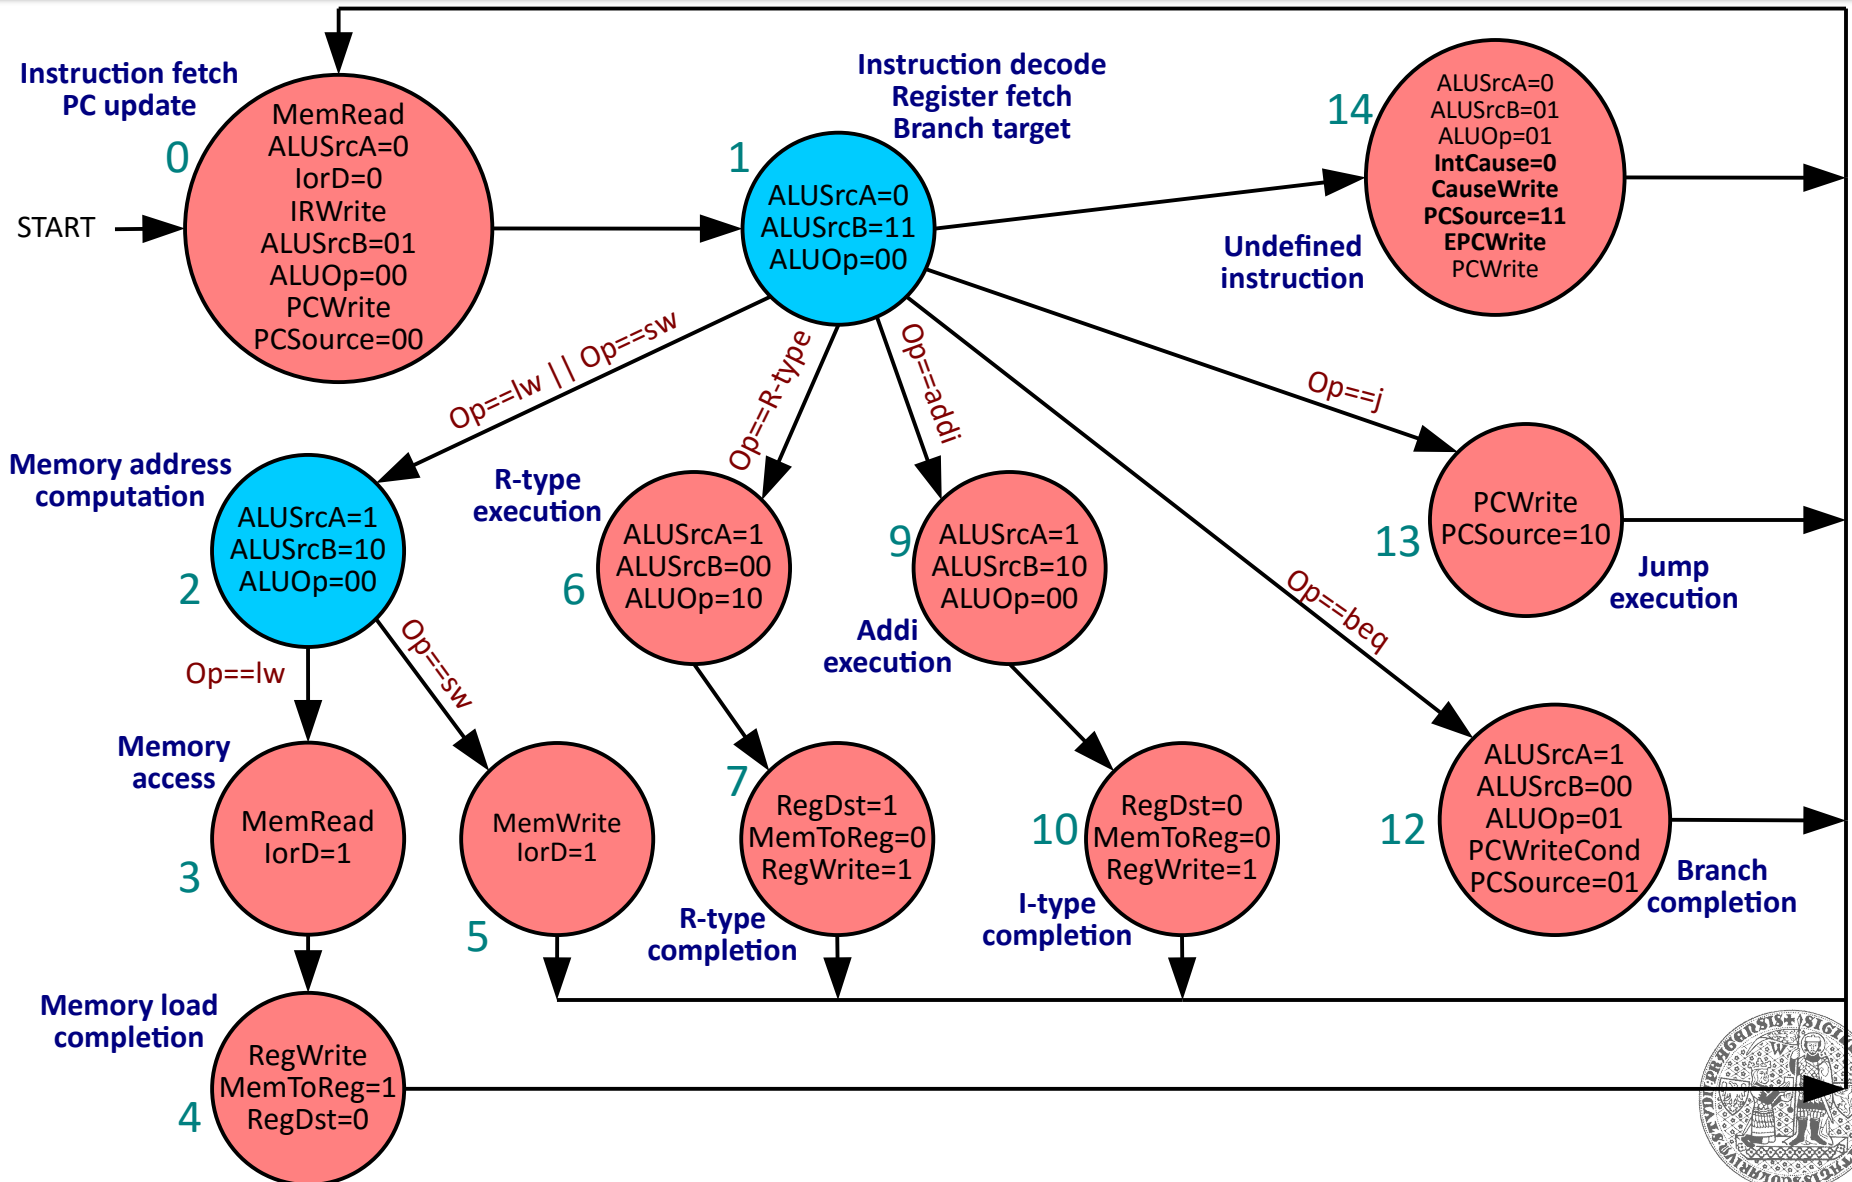 Instruction fetch
PC update
0
START
MemRead
ALUSrcA=0
IorD=0
IRWrite
ALUSrcB=01
ALUOp=00
PCWrite
PCSource=00
Instruction decode
Register fetch
Branch target
1
ALUSrcA=0
ALUSrcB=11
ALUOp=00
14
ALUSrcA=0
ALUSrcB=01
ALUOp=01
IntCause=0
CauseWrite
PCSource=11
EPCWrite
PCWrite
Undefined
instruction
Op==lw || Op==sw
Op==R-type
Op==addi
Op==j
Op==beq
Memory address
computation
2
ALUSrcA=1
ALUSrcB=10
ALUOp=00
R-type
execution
6
ALUSrcA=1
ALUSrcB=00
ALUOp=10
9
ALUSrcA=1
ALUSrcB=10
ALUOp=00
Addi
execution
13
PCWrite
PCSource=10
Jump
execution
Op==lw
Op==sw
Memory
access
3
MemRead
IorD=1
5
MemWrite
IorD=1
7
RegDst=1
MemToReg=0
RegWrite=1
R-type
completion
10
RegDst=0
MemToReg=0
RegWrite=1
I-type
completion
12
ALUSrcA=1
ALUSrcB=00
ALUOp=01
PCWriteCond
PCSource=01
Branch
completion
Memory load
completion
4
RegWrite
MemToReg=1
RegDst=0